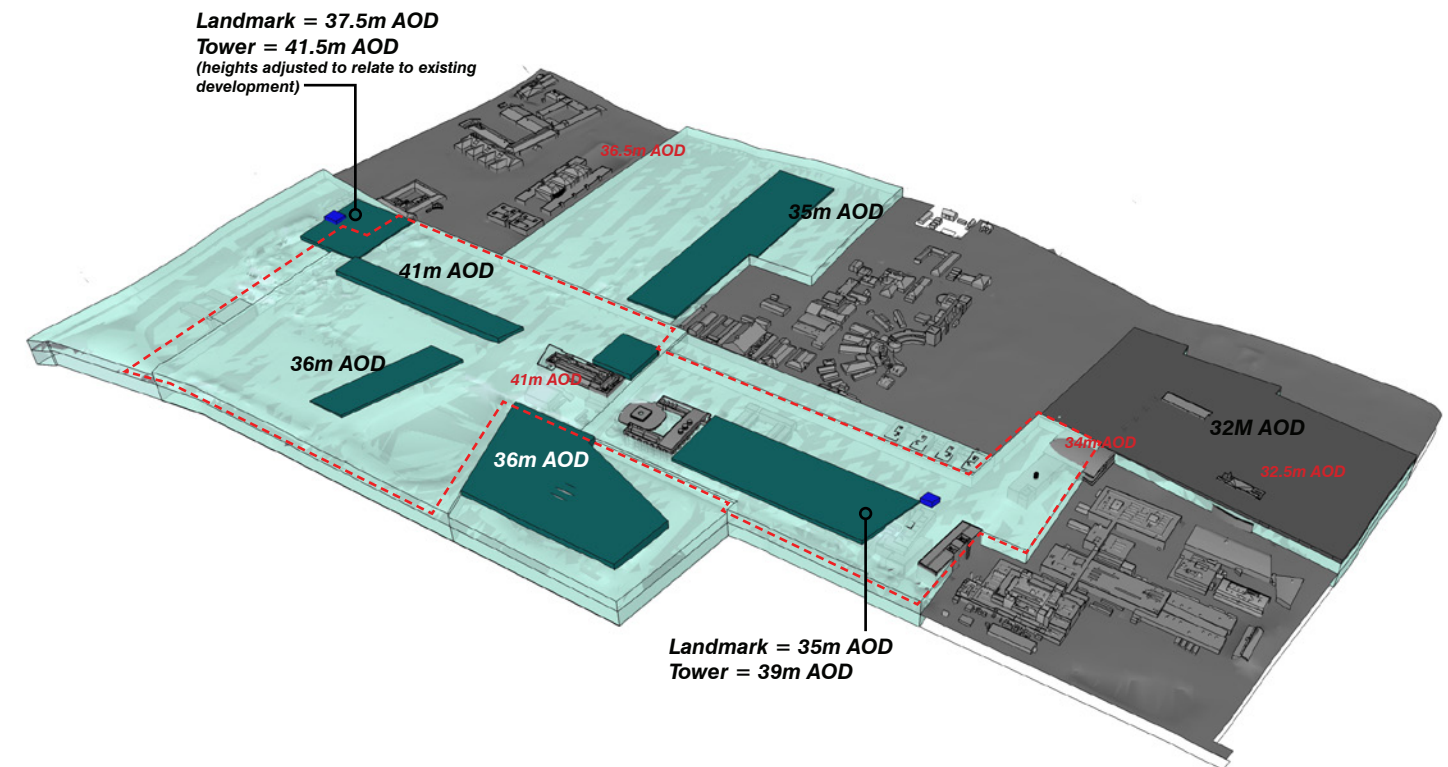 Landmark = 37.5m AOD
Tower = 41.5m AOD
(heights adjusted to relate to existing
development)
36.5m AOD
35m AOD
41m AOD
36m AOD
41m AOD
36m AOD
34m AOD
32M AOD
32.5m AOD
Landmark = 35m AOD
Tower = 39m AOD